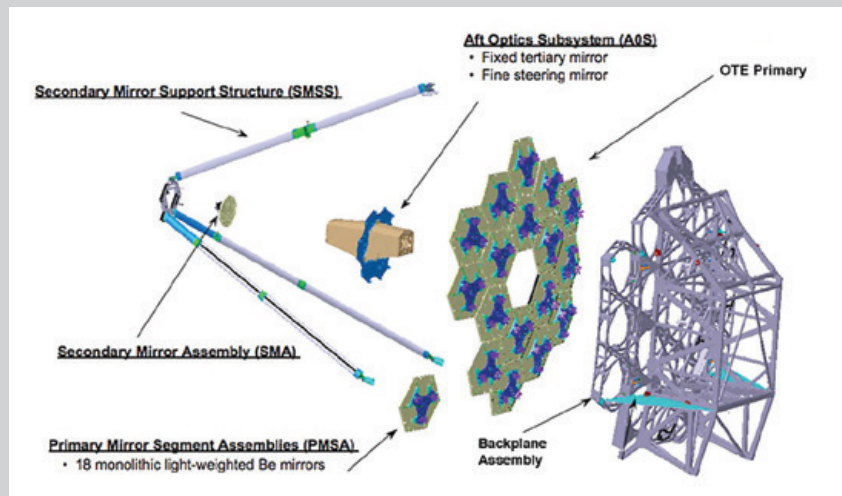 Aft Optics Subsystem (A0S)
• Fixed tertiary mirror
• Fine steering mirror
OTE Primary
Secondary Mirror Support Structure (SMSS)
Secondary Mirror Assembly (SMA)
Primary Mirror Segment Assemblies (PMSA)
• 18 monolithic light-weighted Be mirrors
Backplane
Assembly